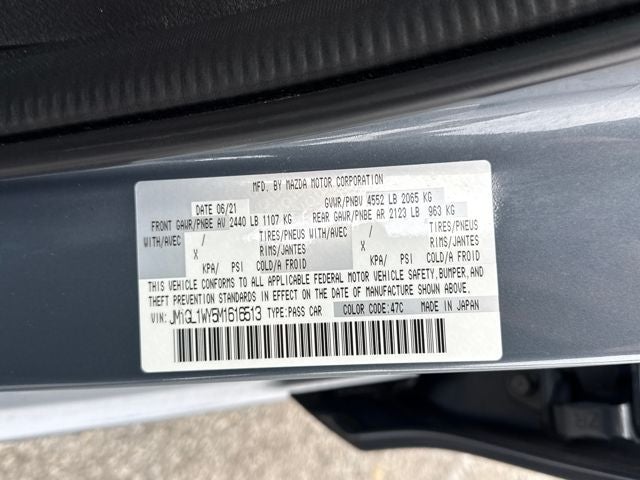 MFD. BY MAZDA MOTOR CORPORATION
DATE 06/21 GVWR/PNBV 4552 LB 2065 KG
FRONT GAWR/PNBE AV 2440 LB 1107 KG REAR GAWR/PNBE AR 2123 LB 963 KG
WITH/AVEC / TIRES/PNEUS WITH/AVEC / TIRES/PNEUS
X RIMS/JANTES X RIMS/JANTES
KPA/ PSI COLD/A FROID KPA/ PSI COLD/A FROID
THIS VEHICLE CONFORMS TO ALL APPLICABLE FEDERAL MOTOR VEHICLE SAFETY, BUMPER, AND
THEFT PREVENTION STANDARDS IN EFFECT ON THE DATE OF MANUFACTURE SHOWN ABOVE.
VIN: JM1GL1WY5M1616513 TYPE: PASS CAR COLOR CODE: 47C MADE IN JAPAN